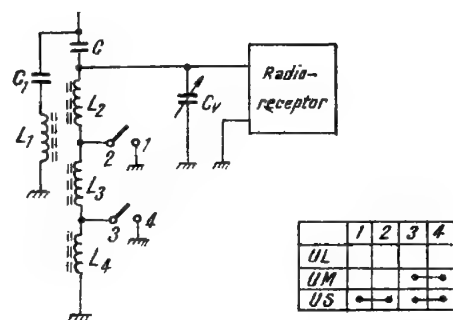 C
C1
L2
L1
Radio-
receptor
CV
2 1
L3
3 4
L4
1 2 3 4
UL
UM
US